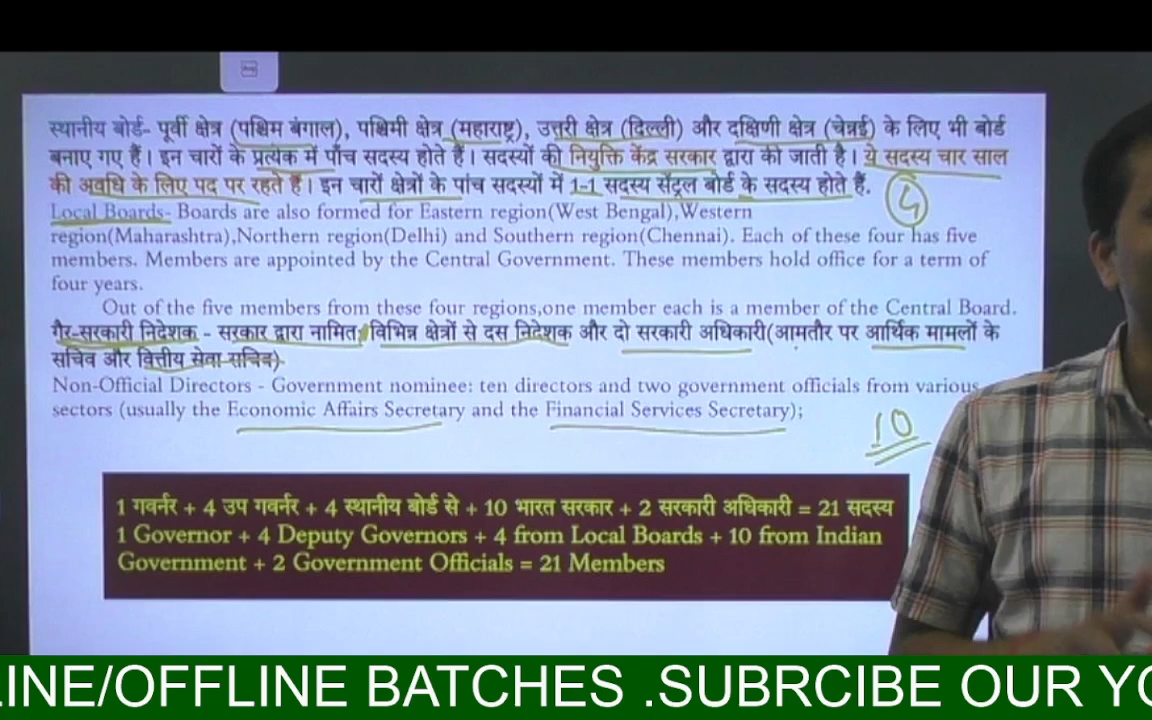 स्थानीय बोर्ड- पूर्वी क्षेत्र (पश्चिम बंगाल), पश्चिमी क्षेत्र (महाराष्ट्र), उत्तरी क्षेत्र (दिल्ली) और दक्षिणी क्षेत्र (चेन्नई) के लिए भी बोर्ड
बनाए गए हैं। इन चारों के प्रत्येक में पाँच सदस्य होते हैं। सदस्यों की नियुक्ति केंद्र सरकार द्वारा की जाती है। ये सदस्य चार साल
की अवधि के लिए पद पर रहते हैं। इन चारों क्षेत्रों के पांच सदस्यों में 1-1 सदस्य सेंट्रल बोर्ड के सदस्य होते हैं.
4
Local Boards- Boards are also formed for Eastern region(West Bengal),Western
region(Maharashtra),Northern region(Delhi) and Southern region(Chennai). Each of these four has five
members. Members are appointed by the Central Government. These members hold office for a term of
four years.
Out of the five members from these four regions,one member each is a member of the Central Board.
गैर-सरकारी निदेशक - सरकार द्वारा नामित: विभिन्न क्षेत्रों से दस निदेशक और दो सरकारी अधिकारी(आमतौर पर आर्थिक मामलों के
सचिव और वित्तीय सेवा सचिव)
Non-Official Directors - Government nominee: ten directors and two government officials from various
sectors (usually the Economic Affairs Secretary and the Financial Services Secretary);
10
1 गवर्नर + 4 उप गवर्नर + 4 स्थानीय बोर्ड से + 10 भारत सरकार + 2 सरकारी अधिकारी = 21 सदस्य
1 Governor + 4 Deputy Governors + 4 from Local Boards + 10 from Indian
Government + 2 Government Officials = 21 Members
LINE/OFFLINE BATCHES .SUBRCIBE OUR YO